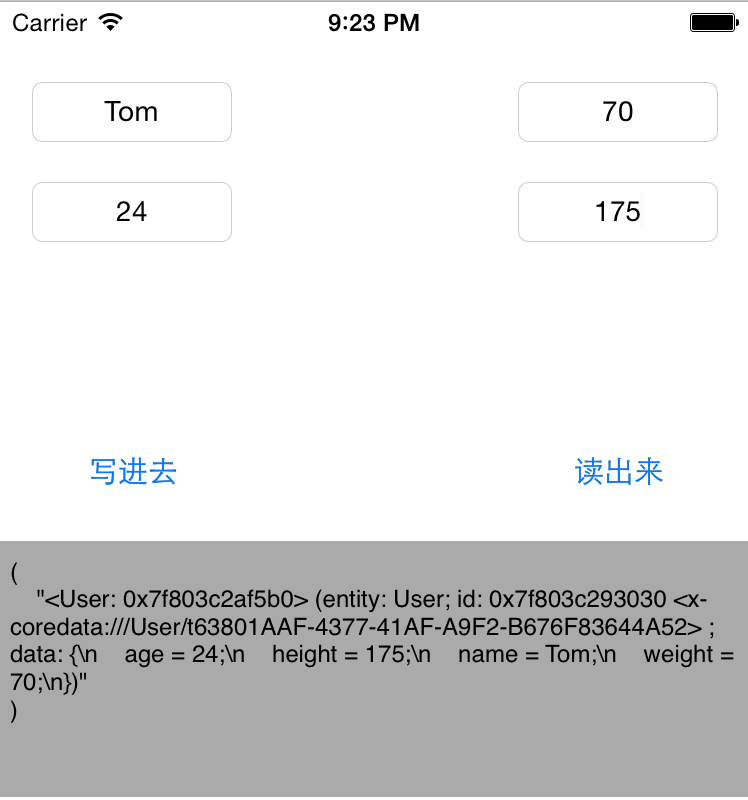 Carrier 9:23 PM
Tom 70
24 175
写进去 读出来
(
    "<User: 0x7f803c2af5b0> (entity: User; id: 0x7f803c293030 <x-
coredata:///User/t63801AAF-4377-41AF-A9F2-B676F83644A52> ;
data: {\n    age = 24;\n    height = 175;\n    name = Tom;\n    weight =
70;\n})"
)